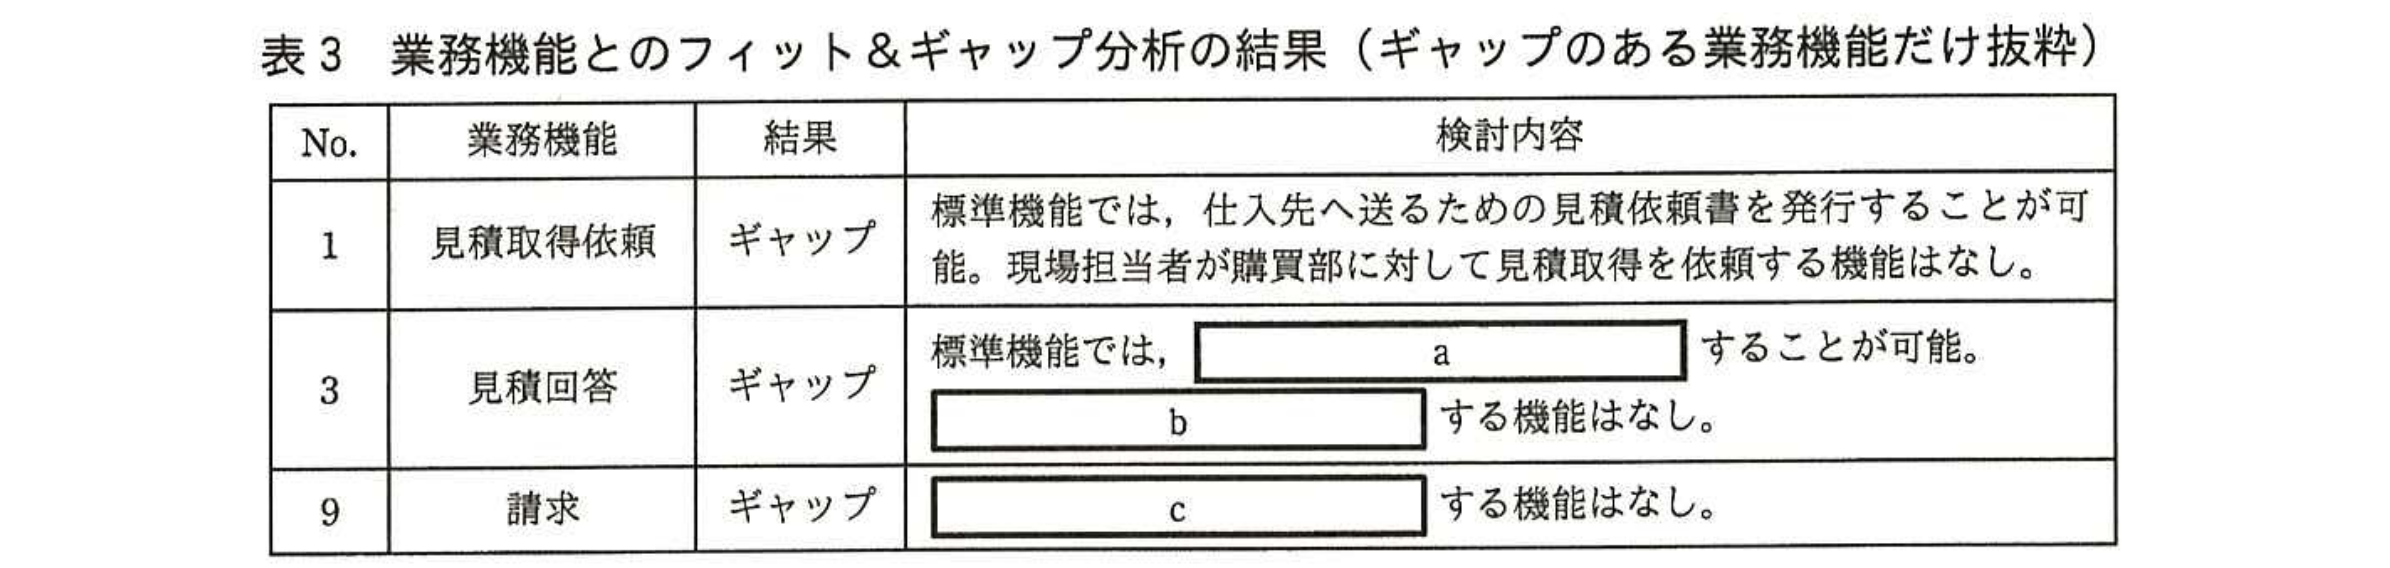 表3　業務機能とのフィット＆ギャップ分析の結果（ギャップのある業務機能だけ抜粋）
No.　業務機能　結果　検討内容
1　見積取得依頼　ギャップ　標準機能では，仕入先へ送るための見積依頼書を発行することが可
能。現場担当者が購買部に対して見積取得を依頼する機能はなし。
3　見積回答　ギャップ　標準機能では，　a　することが可能。
b　する機能はなし。
9　請求　ギャップ　c　する機能はなし。